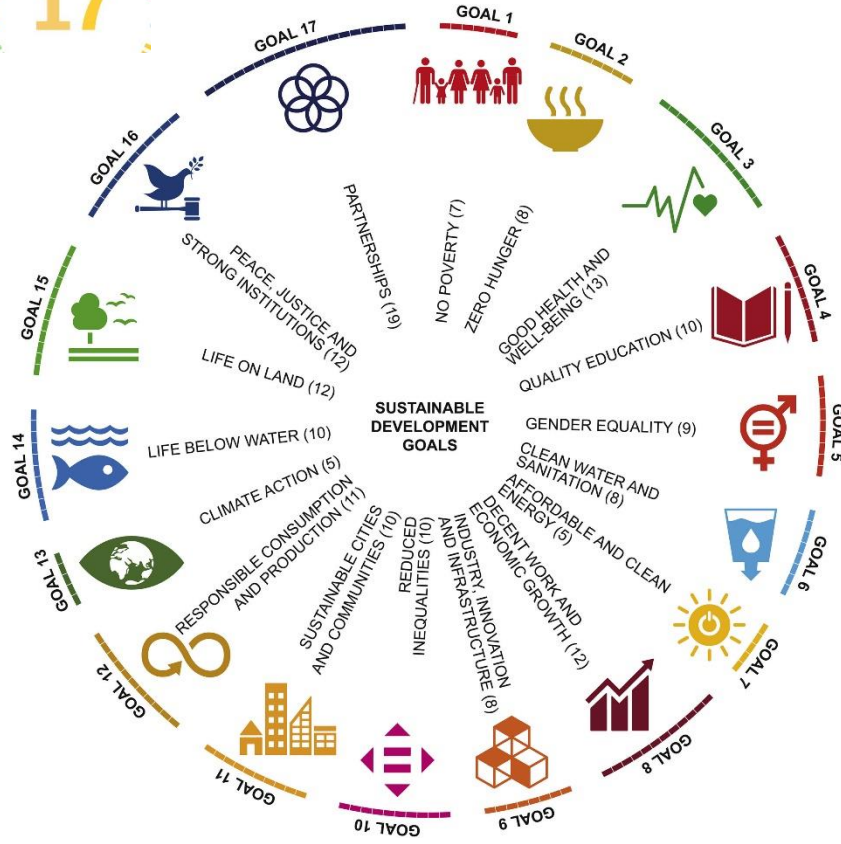 17
GOAL 1
GOAL 2
GOAL 3
GOAL 4
GOAL 5
GOAL 6
GOAL 7
GOAL 8
GOAL 9
GOAL 10
GOAL 11
GOAL 12
GOAL 13
GOAL 14
GOAL 15
GOAL 16
GOAL 17
NO POVERTY (7)
ZERO HUNGER (8)
GOOD HEALTH AND
WELL-BEING (13)
QUALITY EDUCATION (10)
GENDER EQUALITY (9)
CLEAN WATER AND
SANITATION (8)
AFFORDABLE AND CLEAN
ENERGY (5)
DECENT WORK AND
ECONOMIC GROWTH (12)
INDUSTRY, INNOVATION
AND INFRASTRUCTURE (8)
REDUCED
INEQUALITIES (10)
SUSTAINABLE CITIES
AND COMMUNITIES (10)
RESPONSIBLE CONSUMPTION
AND PRODUCTION (11)
CLIMATE ACTION (5)
LIFE BELOW WATER (10)
LIFE ON LAND (12)
PEACE, JUSTICE AND
STRONG INSTITUTIONS (12)
PARTNERSHIPS (19)
SUSTAINABLE
DEVELOPMENT
GOALS